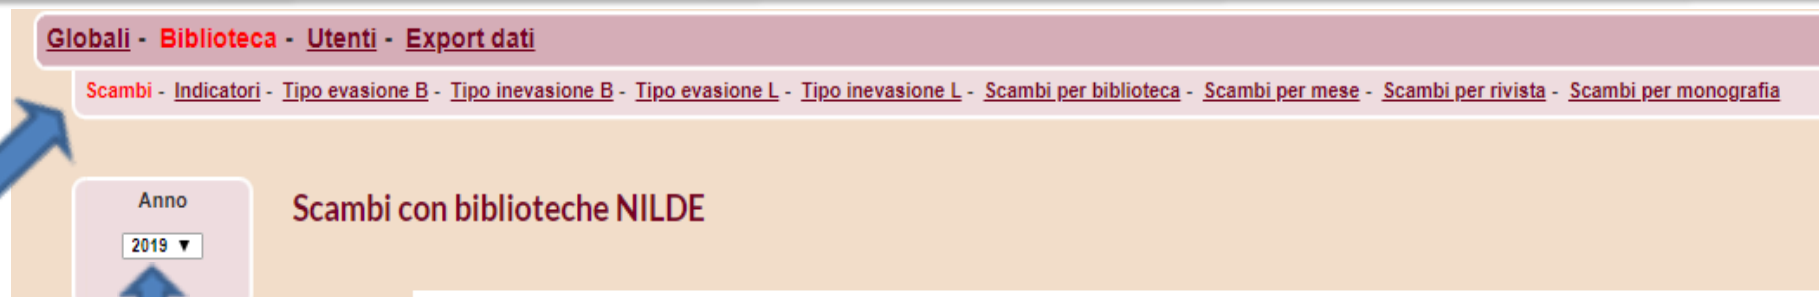 Globali - Biblioteca - Utenti - Export dati
Scambi - Indicatori - Tipo evasione B - Tipo inevasione B - Tipo evasione L - Tipo inevasione L - Scambi per biblioteca - Scambi per mese - Scambi per rivista - Scambi per monografia
Anno
2019 ▼
Scambi con biblioteche NILDE